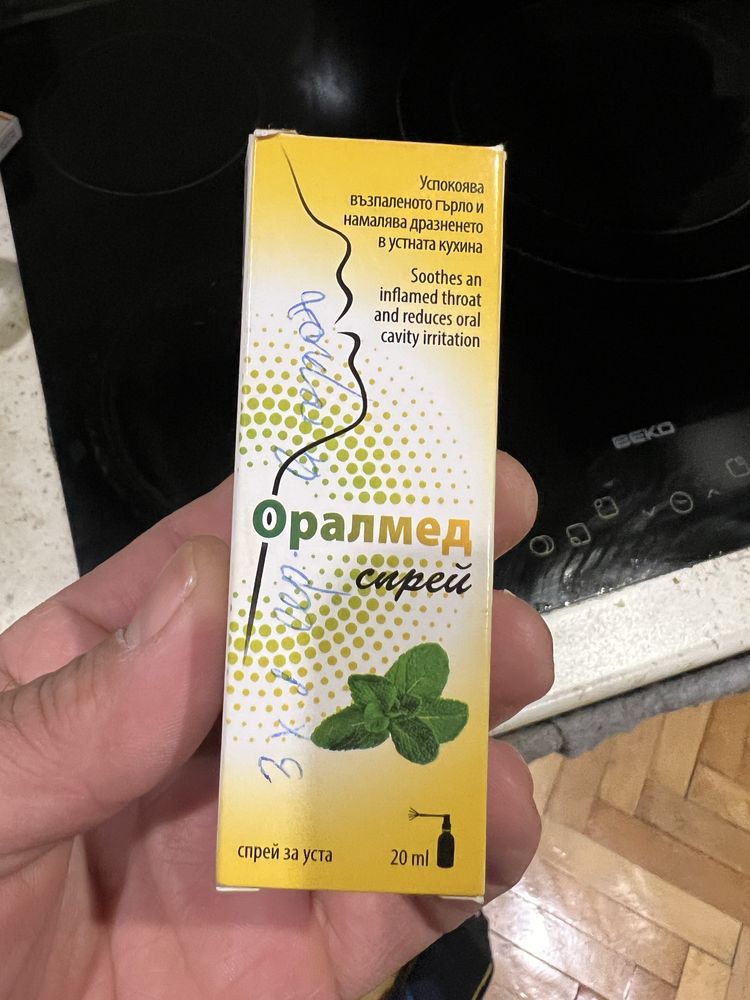 Успокоява
възпаленото гърло и
намалява дразненето
в устната кухина
Soothes an
inflamed throat
and reduces oral
cavity irritation
Оралмед
спрей
3 х
спрей за уста
20 ml
BEKO